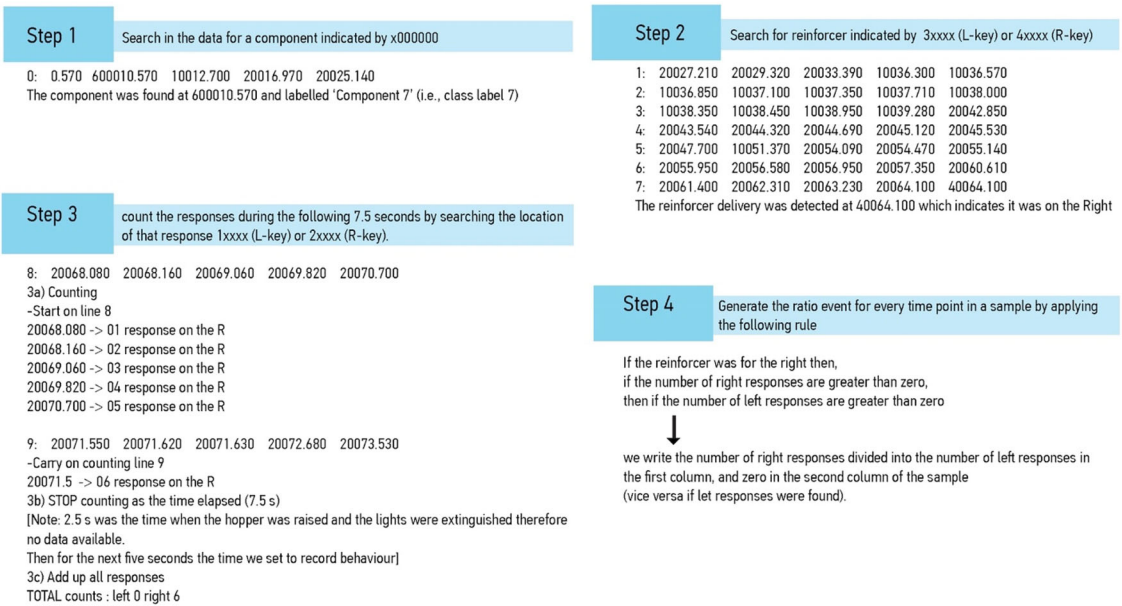 Step 1
Search in the data for a component indicated by x000000
0: 0.570 600010.570 10012.700 20016.970 20025.140
The component was found at 600010.570 and labelled 'Component 7' (i.e., class label 7)
Step 2
Search for reinforcer indicated by 3xxxx (L-key) or 4xxxx (R-key)
1: 20027.210 20029.320 20033.390 10036.300 10036.570
2: 10036.850 10037.100 10037.350 10037.710 10038.000
3: 10038.350 10038.450 10038.950 10039.280 20042.850
4: 20043.540 20044.320 20044.690 20045.120 20045.530
5: 20047.700 10051.370 20054.090 20054.470 20055.140
6: 20055.950 20056.580 20056.950 20057.350 20060.610
7: 20061.400 20062.310 20063.230 20064.100 40064.100
The reinforcer delivery was detected at 40064.100 which indicates it was on the Right
Step 3
count the responses during the following 7.5 seconds by searching the location
of that response 1xxxx (L-key) or 2xxxx (R-key).
8: 20068.080 20068.160 20069.060 20069.820 20070.700
3a) Counting
-Start on line 8
20068.080 -> 01 response on the R
20068.160 -> 02 response on the R
20069.060 -> 03 response on the R
20069.820 -> 04 response on the R
20070.700 -> 05 response on the R
9: 20071.550 20071.620 20071.630 20072.680 20073.530
-Carry on counting line 9
20071.5 -> 06 response on the R
3b) STOP counting as the time elapsed (7.5 s)
[Note: 2.5 s was the time when the hopper was raised and the lights were extinguished therefore
no data available.
Then for the next five seconds the time we set to record behaviour]
3c) Add up all responses
TOTAL counts : left 0 right 6
Step 4
Generate the ratio event for every time point in a sample by applying
the following rule
If the reinforcer was for the right then,
if the number of right responses are greater than zero,
then if the number of left responses are greater than zero
we write the number of right responses divided into the number of left responses in
the first column, and zero in the second column of the sample
(vice versa if let responses were found).